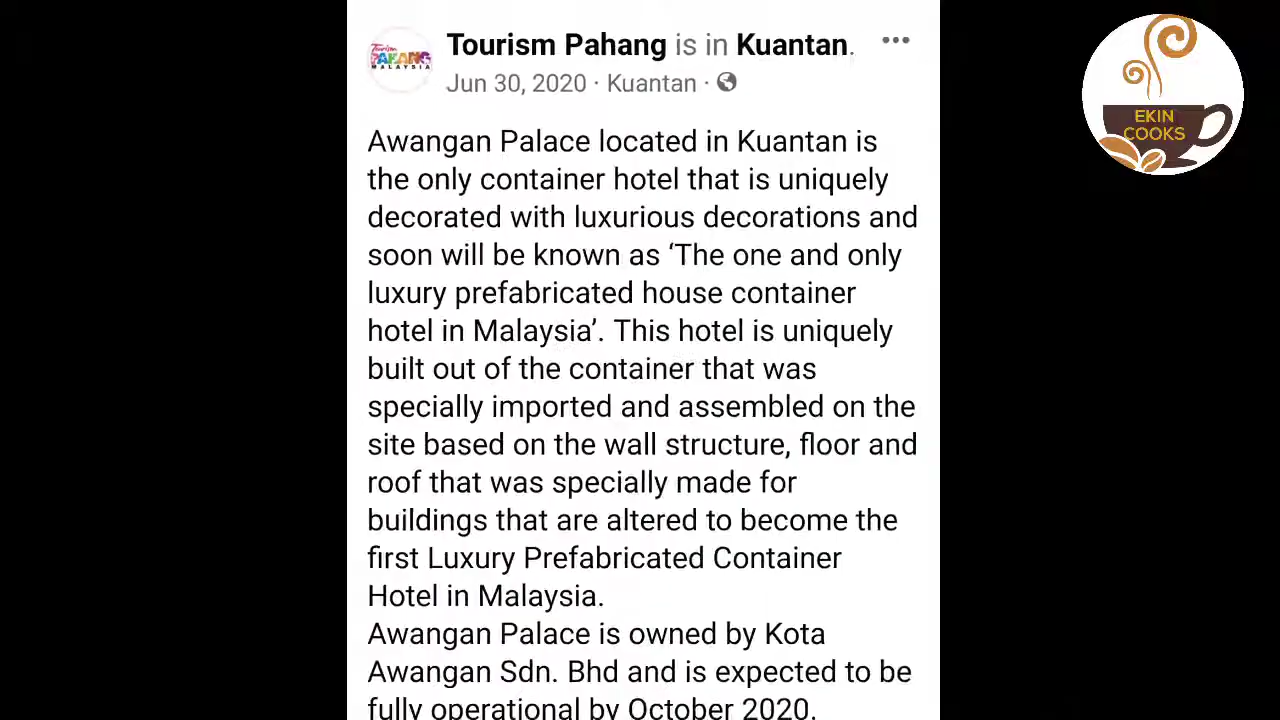 Tourism Pahang is in Kuantan.
Jun 30, 2020 · Kuantan ·
Tourism
PAHANG
MALAYSIA
EKIN
COOKS
Awangan Palace located in Kuantan is
the only container hotel that is uniquely
decorated with luxurious decorations and
soon will be known as ‘The one and only
luxury prefabricated house container
hotel in Malaysia’. This hotel is uniquely
built out of the container that was
specially imported and assembled on the
site based on the wall structure, floor and
roof that was specially made for
buildings that are altered to become the
first Luxury Prefabricated Container
Hotel in Malaysia.
Awangan Palace is owned by Kota
Awangan Sdn. Bhd and is expected to be
fully operational by October 2020.